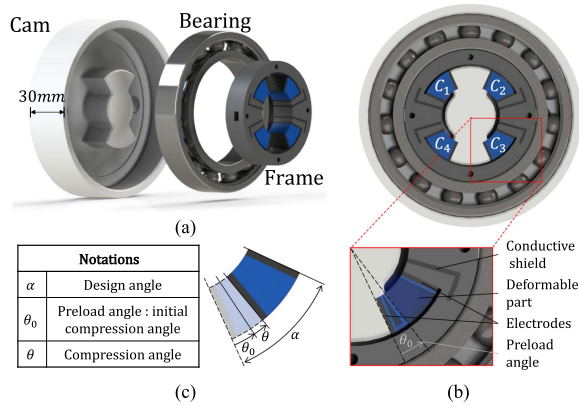 Cam
Bearing
30mm
Frame
(a)
C1
C2
C4
C3
Notations
α Design angle
θ0 Preload angle : initial
compression angle
θ Compression angle
θ0
θ
α
(c)
θ0
Conductive
shield
Deformable
part
Electrodes
Preload
angle
(b)